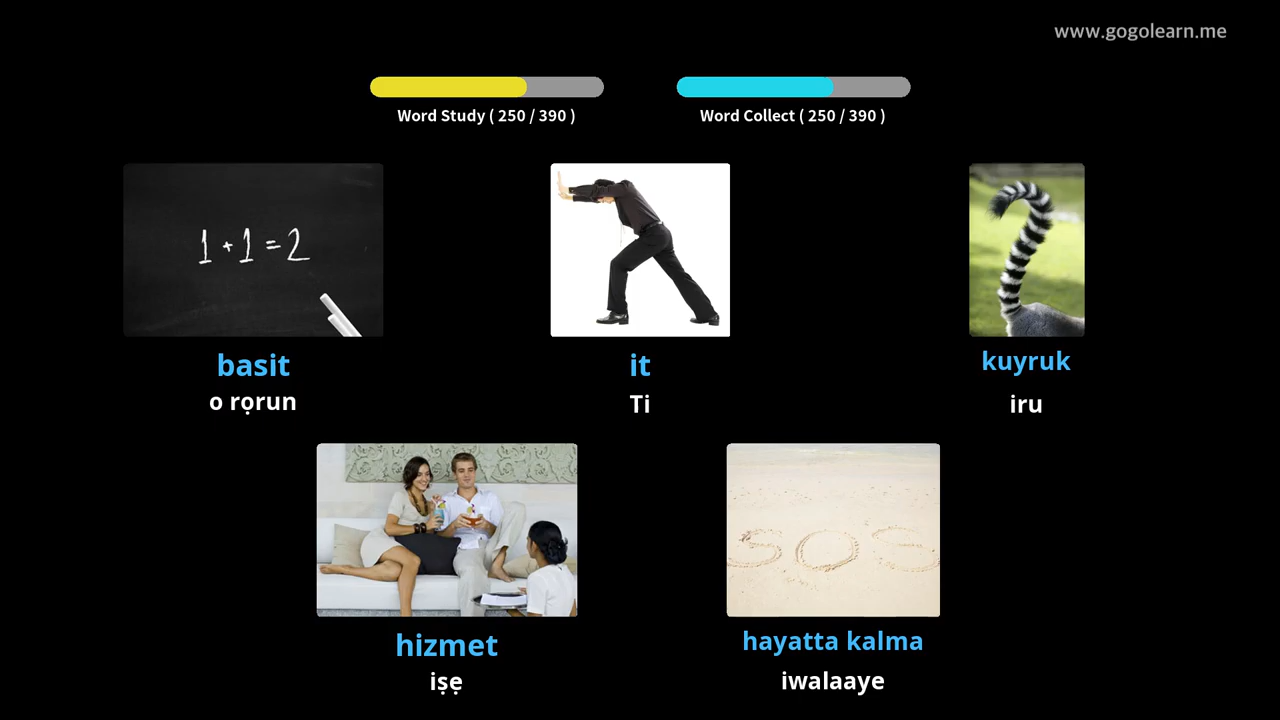 www.gogolearn.me
Word Study ( 250 / 390 )
Word Collect ( 250 / 390 )
1 + 1 = 2
basit
o rọrun
it
Ti
kuyruk
iru
SOS
hizmet
iṣẹ
hayatta kalma
iwalaaye